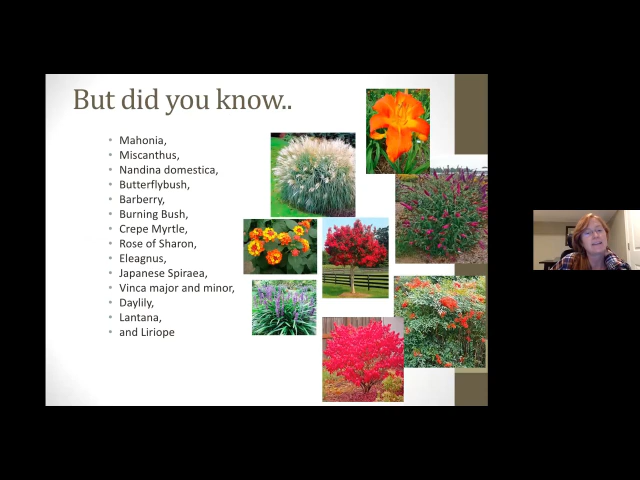 But did you know..
• Mahonia,
• Miscanthus,
• Nandina domestica,
• Butterflybush,
• Barberry,
• Burning Bush,
• Crepe Myrtle,
• Rose of Sharon,
• Eleagnus,
• Japanese Spiraea,
• Vinca major and minor,
• Daylily,
• Lantana,
• and Liriope